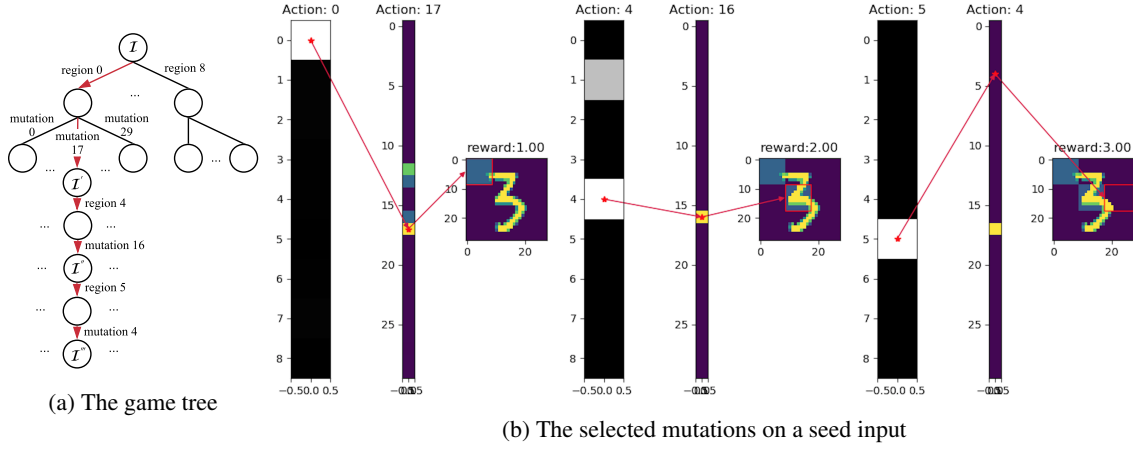 I
region 0
region 8
...
mutation
0
mutation
17
mutation
29
... ... ...
I'
region 4
... ...
mutation 16
... I'' ...
region 5
... ...
mutation 4
... I''' ...
(a) The game tree
Action: 0
0
1
2
3
4
5
6
7
8
−0.50.0 0.5
Action: 17
0
5
10
15
20
25
reward:1.00
0
10
20
0 20
Action: 4
0
1
2
3
4
5
6
7
8
−0.50.0 0.5
Action: 16
0
5
10
15
20
25
reward:2.00
0
10
20
0 20
Action: 5
0
1
2
3
4
5
6
7
8
−0.50.0 0.5
Action: 4
0
5
10
15
20
25
reward:3.00
0
10
20
0 20
(b) The selected mutations on a seed input